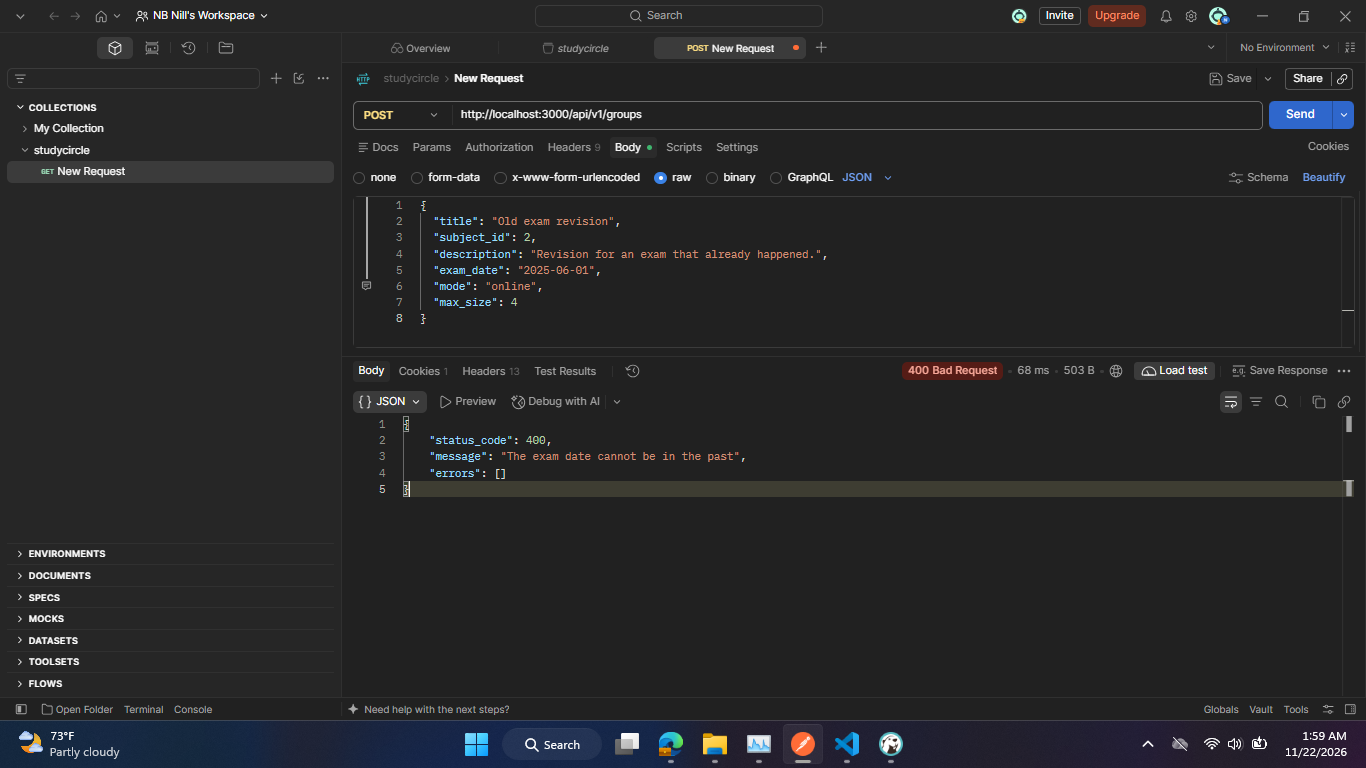 NB Nill's Workspace
Search
Invite
Upgrade
Overview
studycircle
POST New Request
No Environment
COLLECTIONS
My Collection
studycircle
GET New Request
ENVIRONMENTS
DOCUMENTS
SPECS
MOCKS
DATASETS
TOOLSETS
FLOWS
HTTP
studycircle > New Request
Save
Share
POST
http://localhost:3000/api/v1/groups
Send
Docs
Params
Authorization
Headers 9
Body
Scripts
Settings
Cookies
none
form-data
x-www-form-urlencoded
raw
binary
GraphQL
JSON
Schema
Beautify
1 {
2 "title": "Old exam revision",
3 "subject_id": 2,
4 "description": "Revision for an exam that already happened.",
5 "exam_date": "2025-06-01",
6 "mode": "online",
7 "max_size": 4
8 }
Body
Cookies 1
Headers 13
Test Results
400 Bad Request
68 ms
503 B
Load test
Save Response
{ } JSON
Preview
Debug with AI
1 {
2 "status_code": 400,
3 "message": "The exam date cannot be in the past",
4 "errors": []
5 }
Open Folder
Terminal
Console
Need help with the next steps?
Globals
Vault
Tools
73°F
Partly cloudy
Search
1:59 AM
11/22/2026